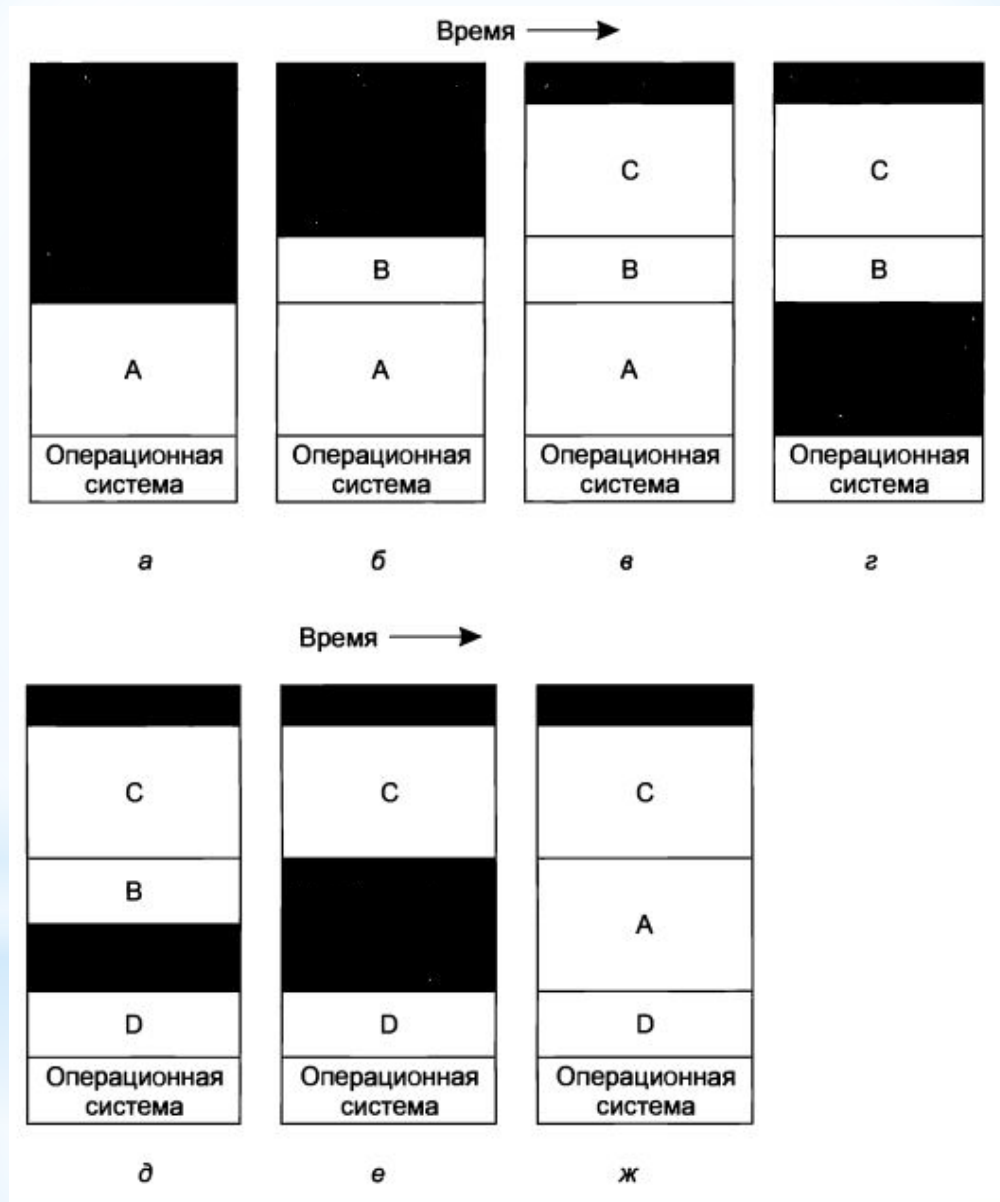 Время
C
C
B
B
B
A
A
A
Операционная
система
Операционная
система
Операционная
система
Операционная
система
а
б
в
г
Время
C
C
C
B
A
D
D
D
Операционная
система
Операционная
система
Операционная
система
д
е
ж